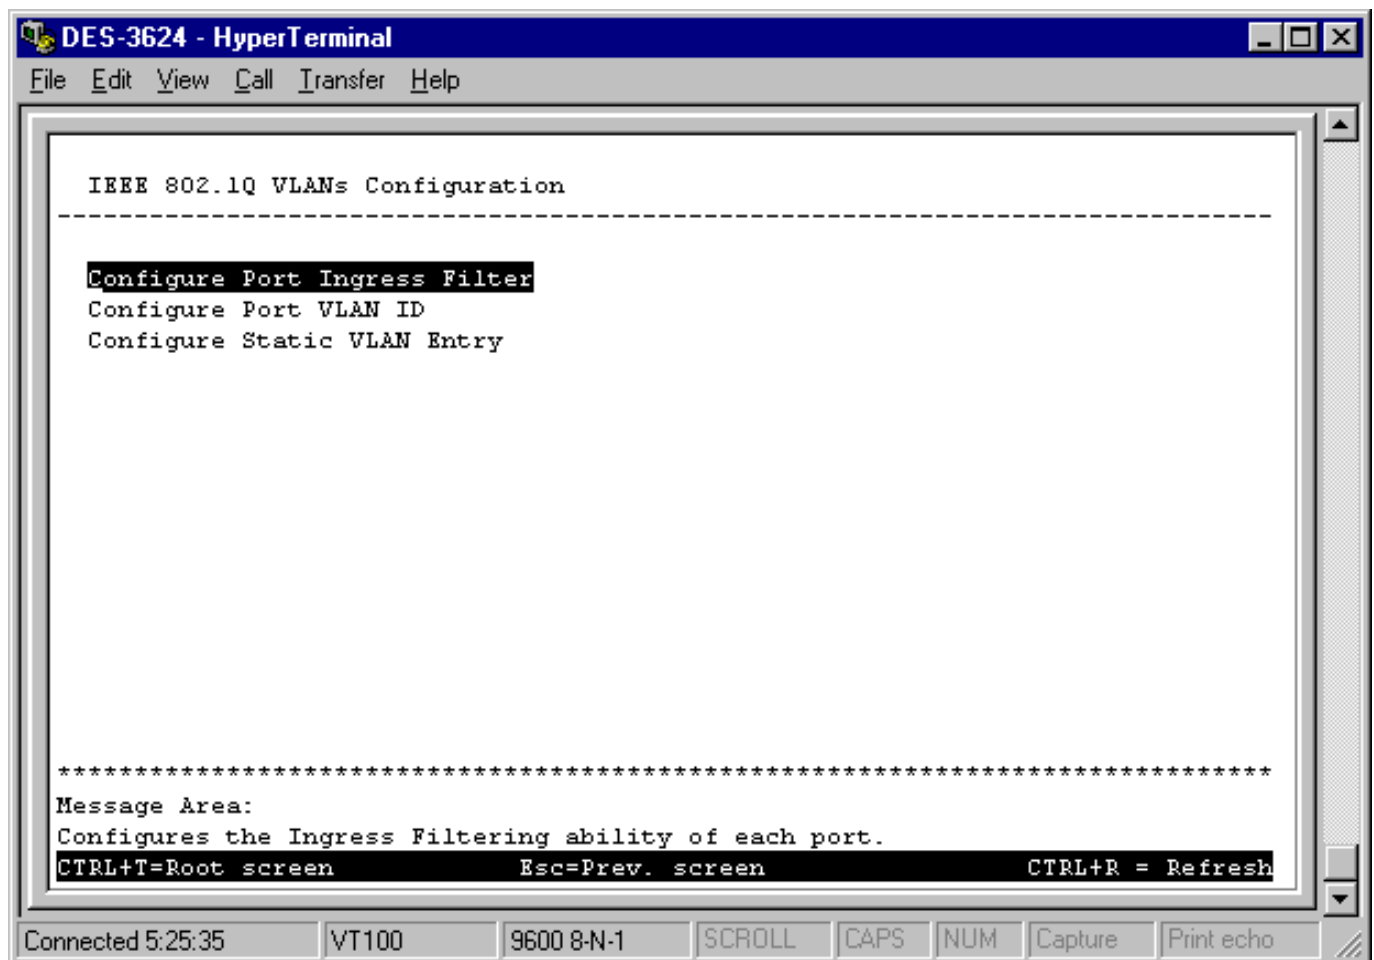 DES-3624 - HyperTerminal
File Edit View Call Transfer Help
IEEE 802.1Q VLANs Configuration
-------------------------------------------------------------------------------
Configure Port Ingress Filter
Configure Port VLAN ID
Configure Static VLAN Entry
*******************************************************************************
Message Area:
Configures the Ingress Filtering ability of each port.
CTRL+T=Root screen Esc=Prev. screen CTRL+R = Refresh
Connected 5:25:35 VT100 9600 8-N-1 SCROLL CAPS NUM Capture Print echo